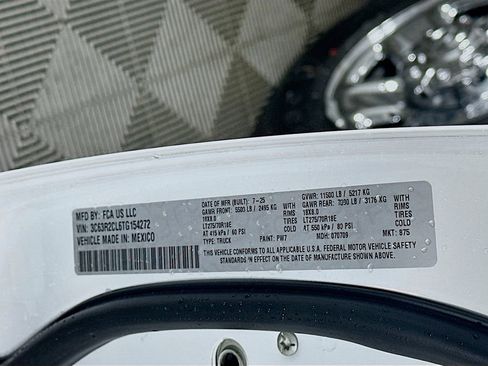 MFD BY: FCA US LLC
VIN: 3C63R2CL6TG154272
VEHICLE MADE IN: MEXICO
DATE OF MFR (BUILT): 7-25
GAWR FRONT: 5500 LB / 2495 KG WITH
18X8.0 RIMS
LT275/70R18E TIRES
AT 415 kPa / 60 PSI
TYPE: TRUCK PAINT: PW7
GVWR: 11500 LB / 5217 KG
GAWR REAR: 7000 LB / 3176 KG WITH
18X8.0 RIMS
LT275/70R18E TIRES
AT 550 kPa / 80 PSI
MDH: 070709 MKT: 875
THIS VEHICLE CONFORMS TO ALL APPLICABLE U.S.A. FEDERAL MOTOR VEHICLE SAFETY
STANDARDS IN EFFECT ON THE DATE OF MANUFACTURE SHOWN ABOVE.